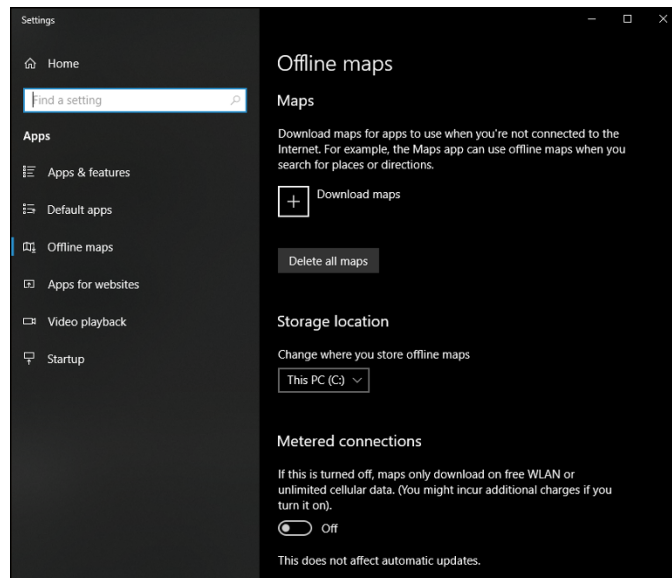 Settings
Home
Find a setting
Apps
Apps & features
Default apps
Offline maps
Apps for websites
Video playback
Startup
Offline maps
Maps
Download maps for apps to use when you're not connected to the
Internet. For example, the Maps app can use offline maps when you
search for places or directions.
Download maps
Delete all maps
Storage location
Change where you store offline maps
This PC (C:)
Metered connections
If this is turned off, maps only download on free WLAN or
unlimited cellular data. (You might incur additional charges if you
turn it on).
Off
This does not affect automatic updates.